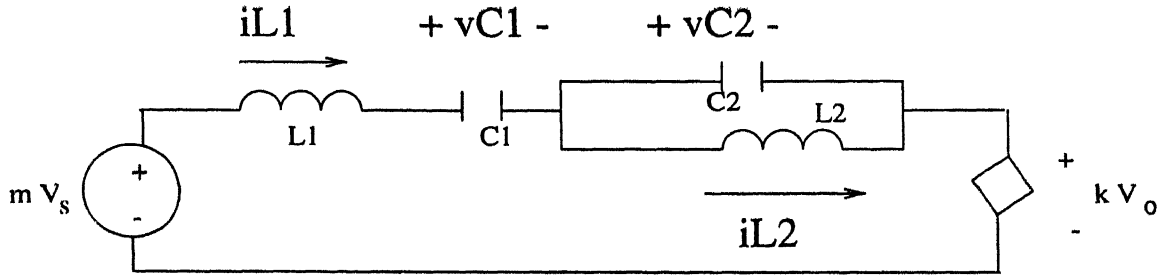 iL1 + vC1 - + vC2 -
C2
L2
L1 C1
+ +
m Vs k Vo
- -
iL2